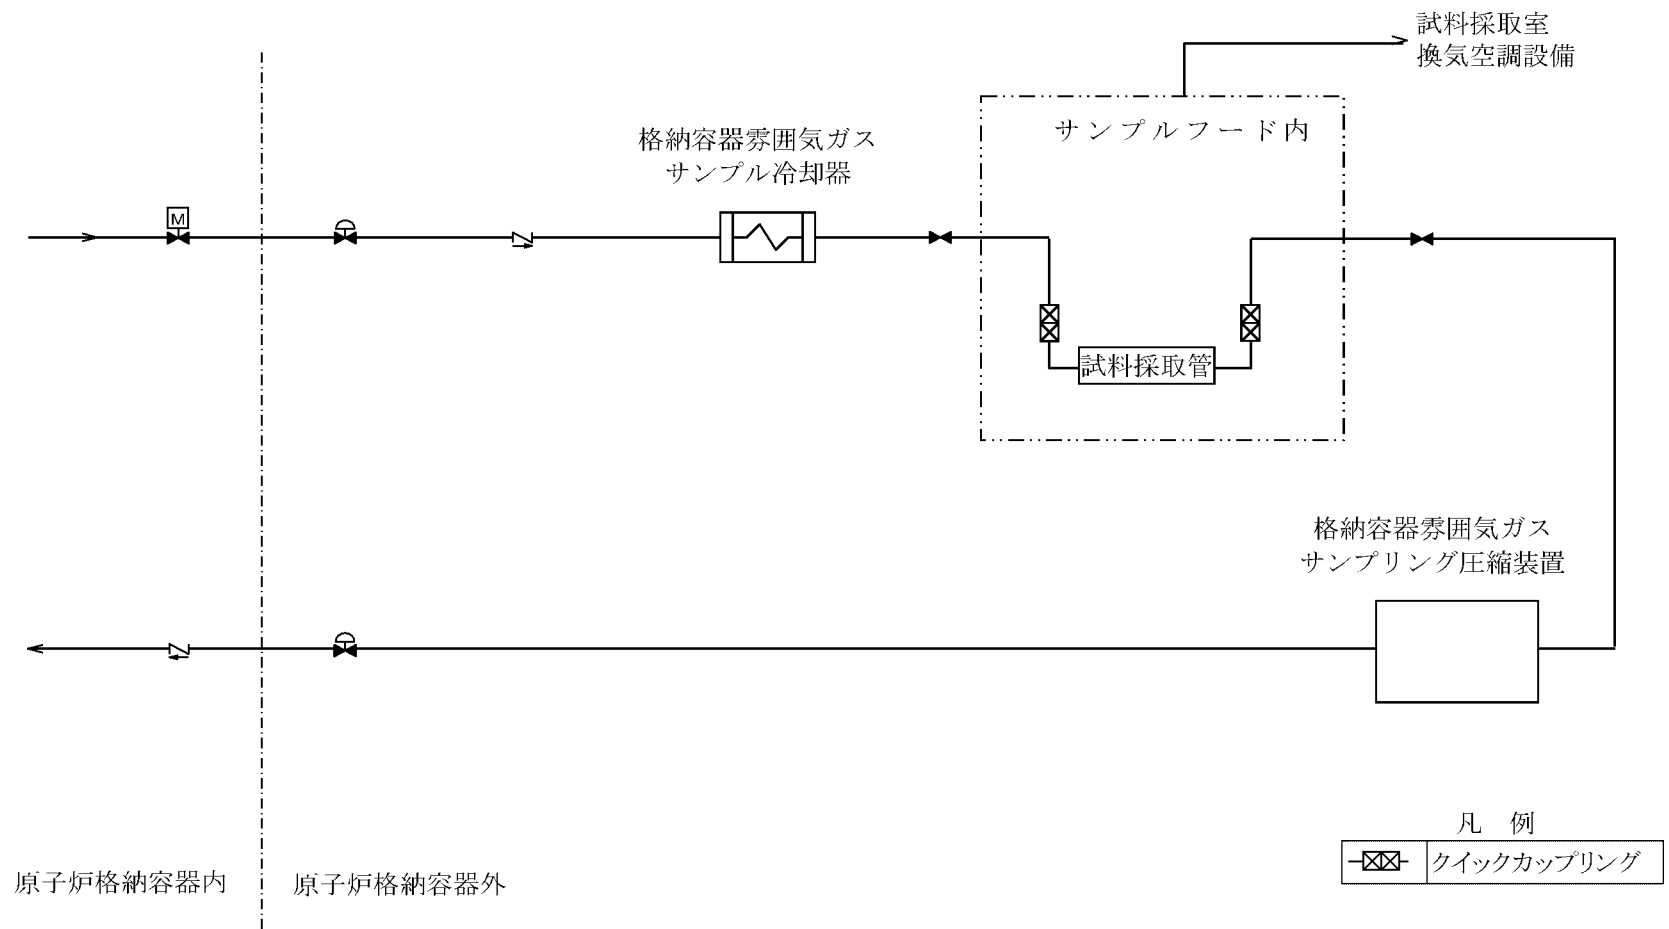 試料採取室
換気空調設備
サンプルフード内
格納容器雰囲気ガス
サンプル冷却器
M
試料採取管
格納容器雰囲気ガス
サンプリング圧縮装置
凡 例
クイックカップリング
原子炉格納容器内
原子炉格納容器外